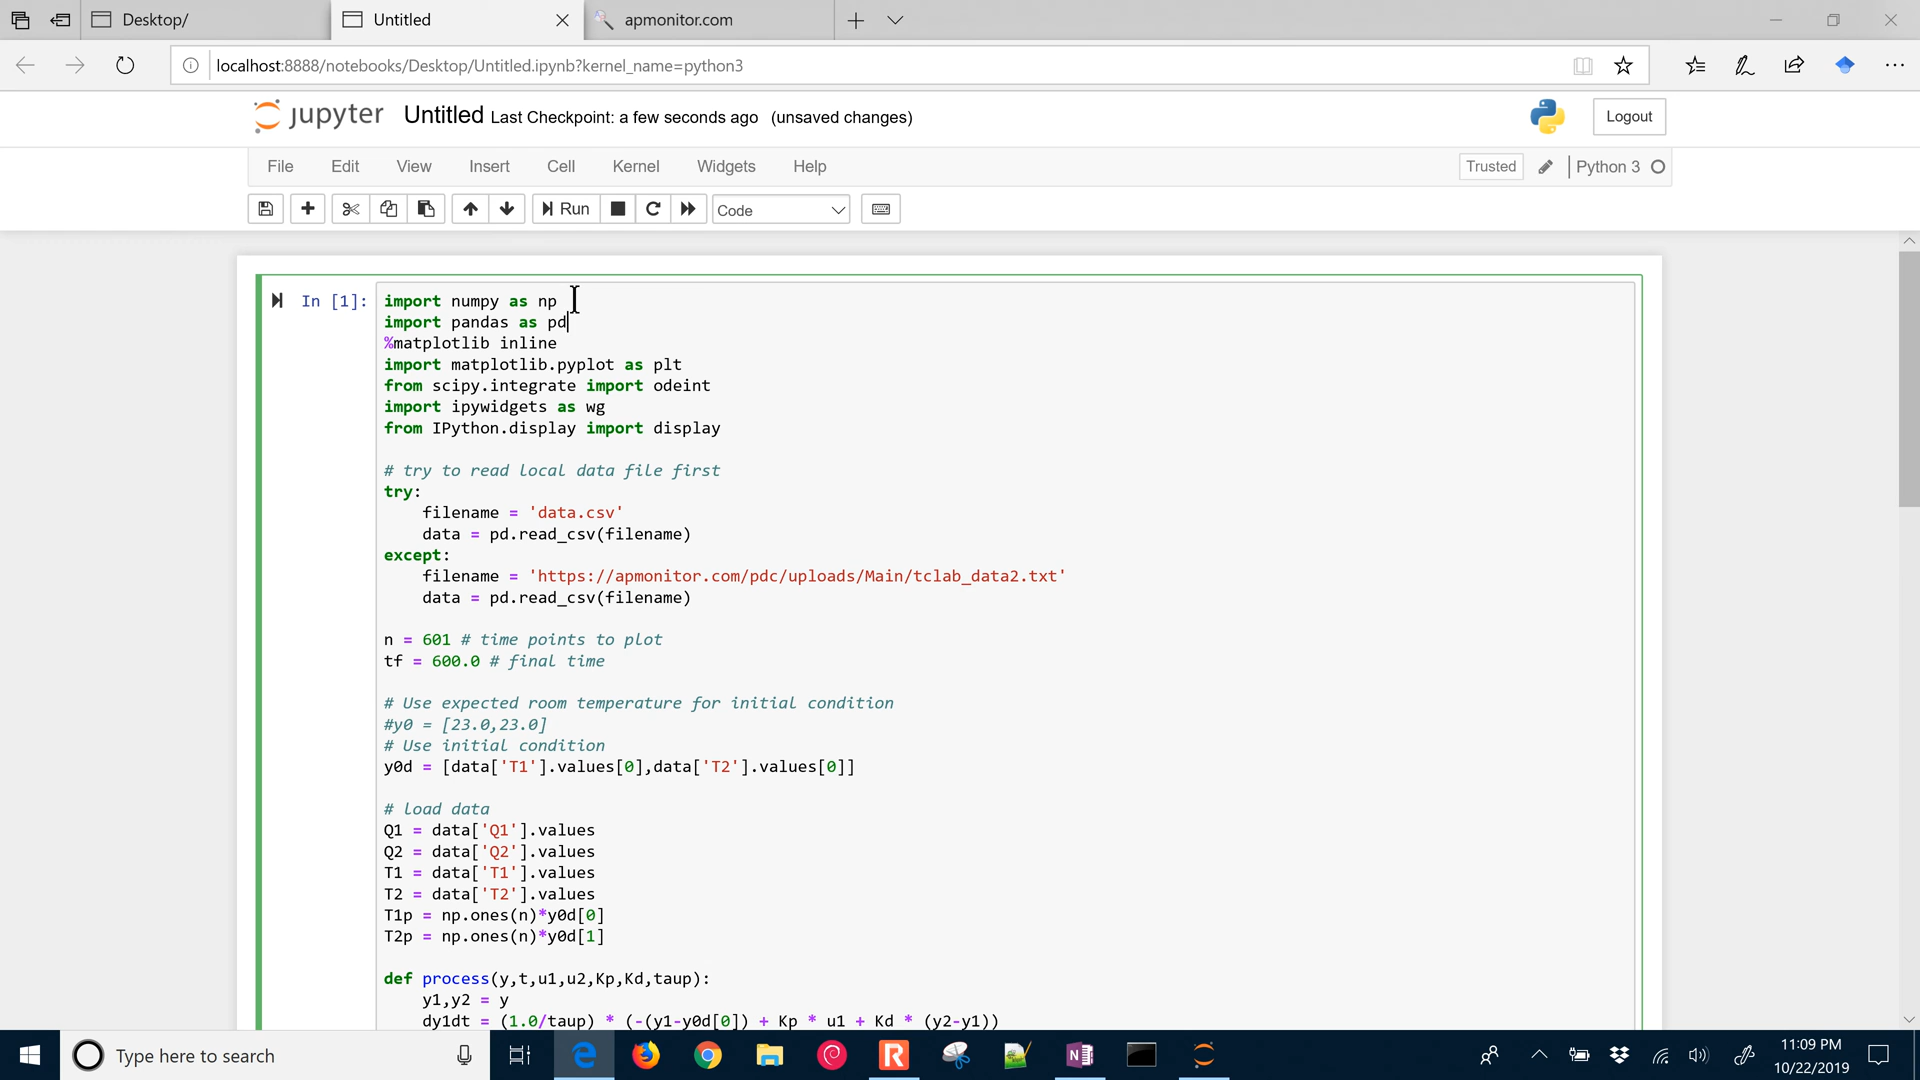 Desktop/
Untitled
apmonitor.com
localhost:8888/notebooks/Desktop/Untitled.ipynb?kernel_name=python3
jupyter Untitled Last Checkpoint: a few seconds ago (unsaved changes)
Logout
File Edit View Insert Cell Kernel Widgets Help
Trusted
Python 3
Run
Code
In [1]:
import numpy as np
import pandas as pd
%matplotlib inline
import matplotlib.pyplot as plt
from scipy.integrate import odeint
import ipywidgets as wg
from IPython.display import display
# try to read local data file first
try:
    filename = 'data.csv'
    data = pd.read_csv(filename)
except:
    filename = 'https://apmonitor.com/pdc/uploads/Main/tclab_data2.txt'
    data = pd.read_csv(filename)
n = 601 # time points to plot
tf = 600.0 # final time
# Use expected room temperature for initial condition
#y0 = [23.0,23.0]
# Use initial condition
y0d = [data['T1'].values[0],data['T2'].values[0]]
# load data
Q1 = data['Q1'].values
Q2 = data['Q2'].values
T1 = data['T1'].values
T2 = data['T2'].values
T1p = np.ones(n)*y0d[0]
T2p = np.ones(n)*y0d[1]
def process(y,t,u1,u2,Kp,Kd,taup):
    y1,y2 = y
    dy1dt = (1.0/taup) * (-(y1-y0d[0]) + Kp * u1 + Kd * (y2-y1))
Type here to search
R
N
11:09 PM
10/22/2019